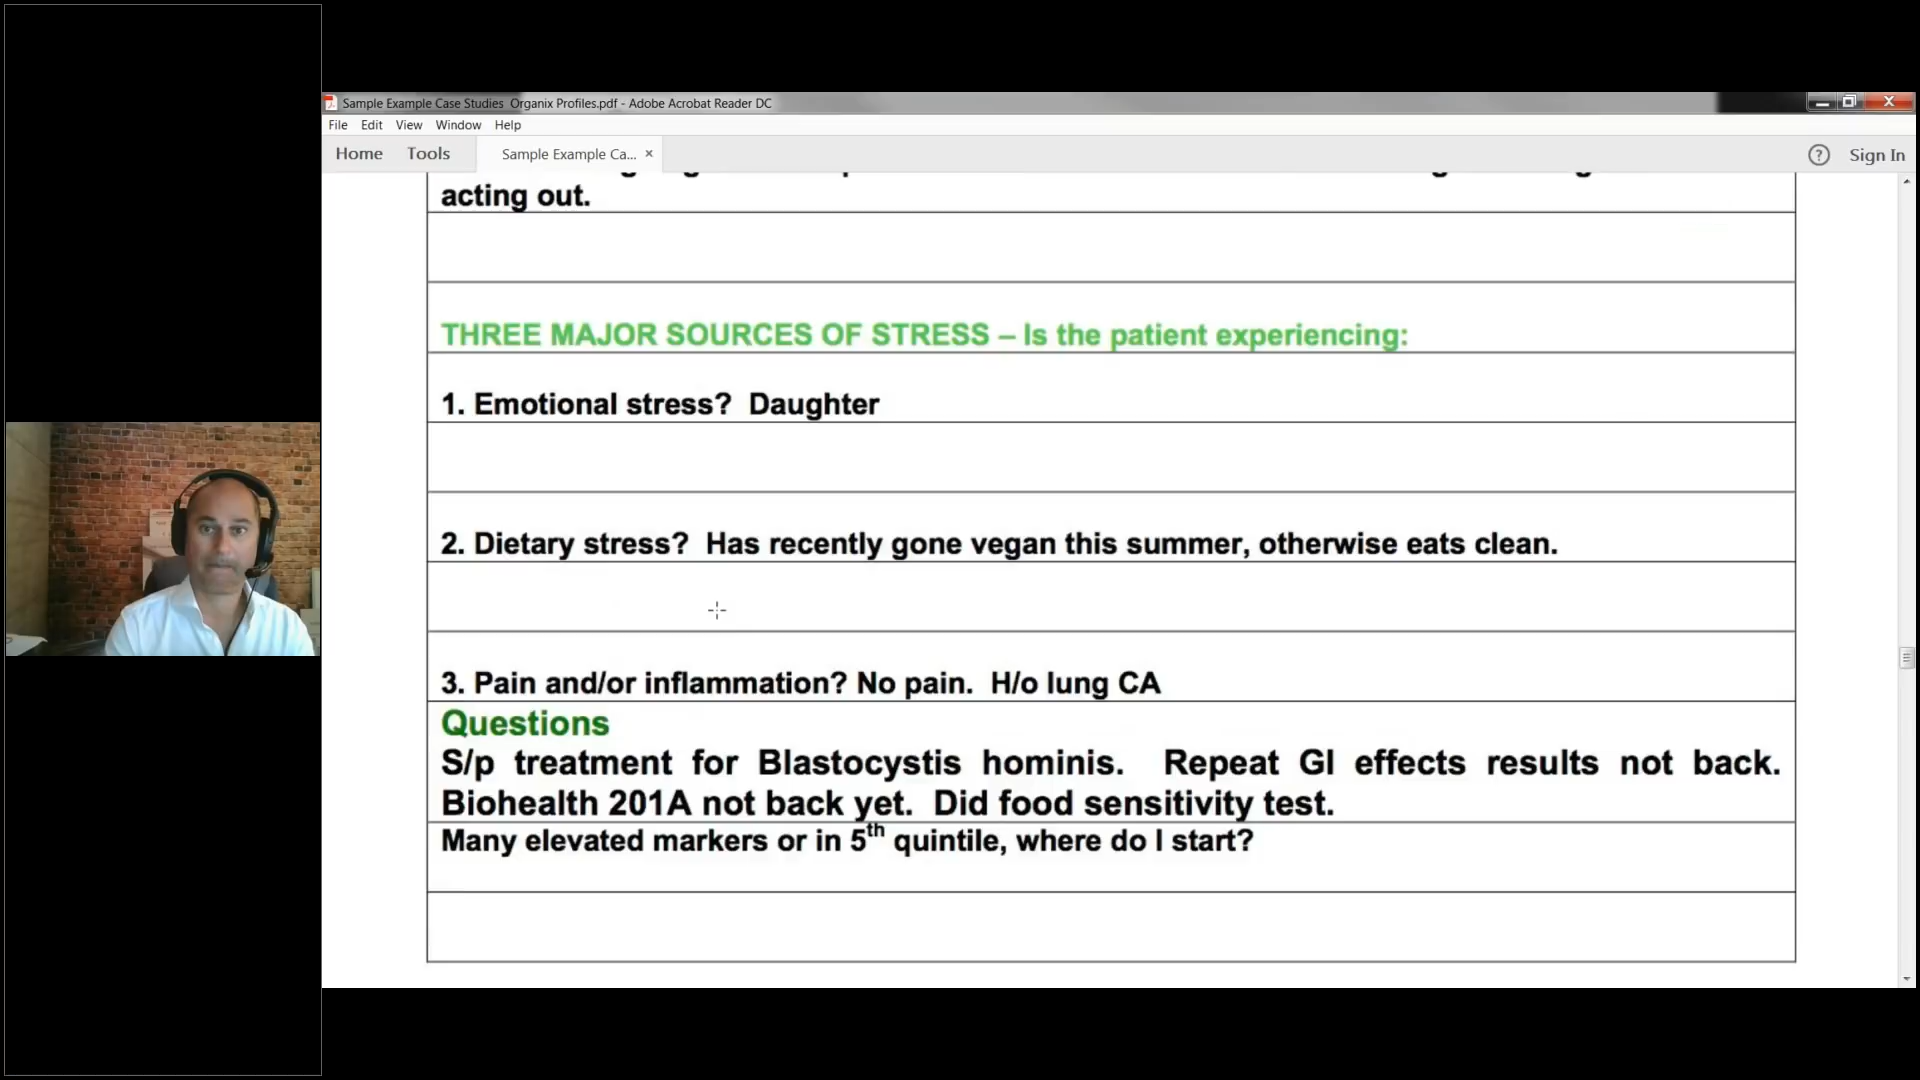 Sample Example Case Studies  Organix Profiles.pdf - Adobe Acrobat Reader DC
File Edit View Window Help
Home Tools Sample Example Ca... × ? Sign In
acting out.
THREE MAJOR SOURCES OF STRESS – Is the patient experiencing:
1. Emotional stress?  Daughter
2. Dietary stress?  Has recently gone vegan this summer, otherwise eats clean.
3. Pain and/or inflammation? No pain.  H/o lung CA
Questions
S/p treatment for Blastocystis hominis.  Repeat GI effects results not back.
Biohealth 201A not back yet.  Did food sensitivity test.
Many elevated markers or in 5th quintile, where do I start?